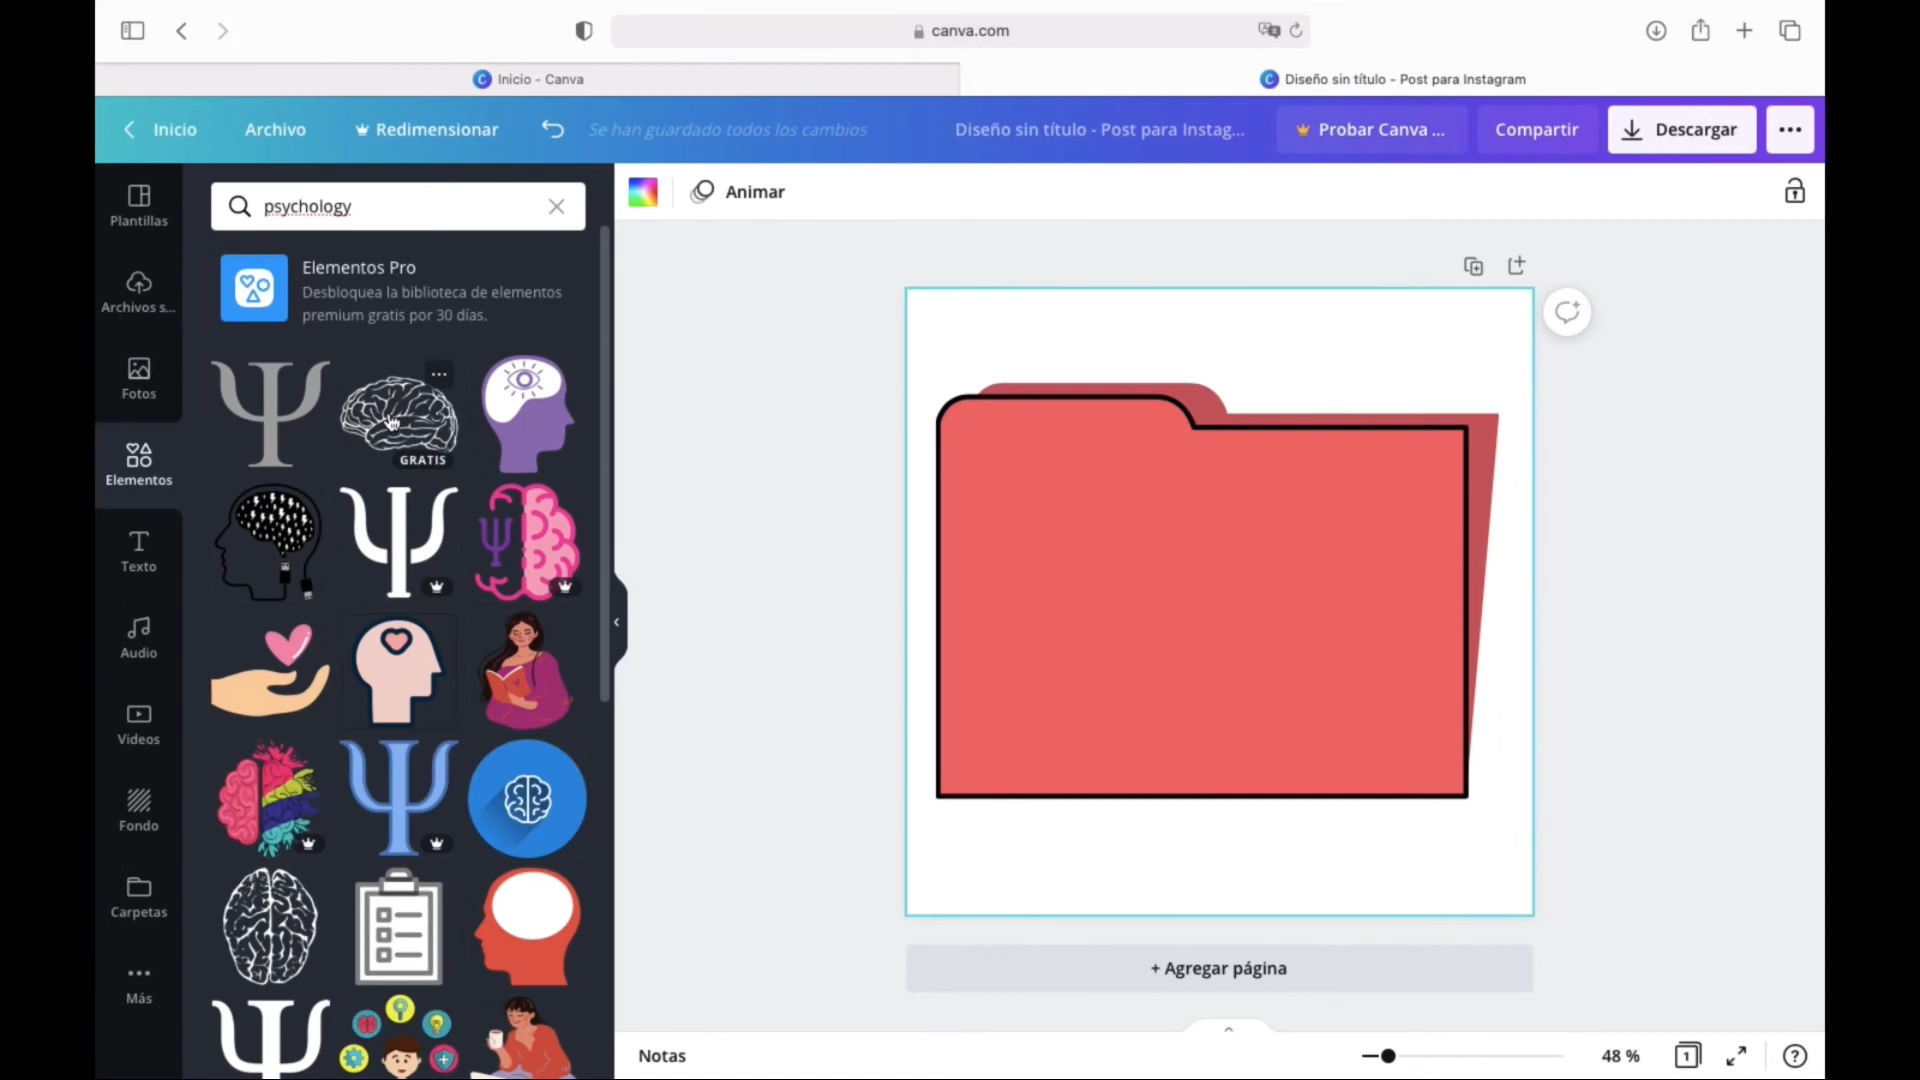 canva.com
Inicio - Canva
Diseño sin título - Post para Instagram
Inicio
Archivo
Redimensionar
Se han guardado todos los cambios
Diseño sin título - Post para Instag...
Probar Canva ...
Compartir
Descargar
Plantillas
Archivos s...
Fotos
Elementos
Texto
Audio
Videos
Fondo
Carpetas
Más
psychology
Elementos Pro
Desbloquea la biblioteca de elementos
premium gratis por 30 días.
GRATIS
Animar
+ Agregar página
Notas
48 %
1